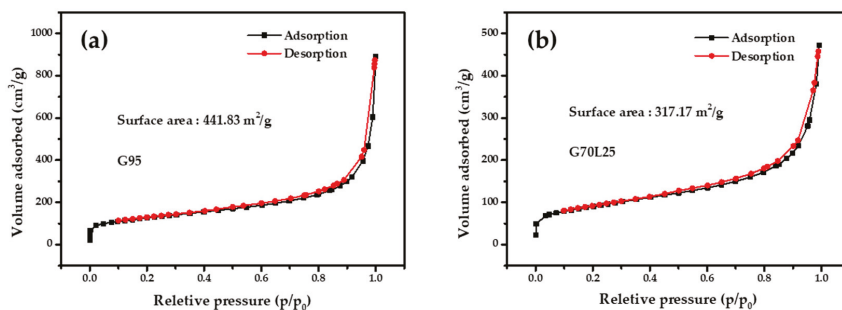 (a)
Adsorption
Desorption
Surface area : 441.83 m²/g
G95
Volume adsorbed (cm³/g)
1000
800
600
400
200
0
0.0 0.2 0.4 0.6 0.8 1.0
Reletive pressure (p/p₀)
(b)
Adsorption
Desorption
Surface area : 317.17 m²/g
G70L25
Volume adsorbed (cm³/g)
500
400
300
200
100
0
0.0 0.2 0.4 0.6 0.8 1.0
Reletive pressure (p/p₀)